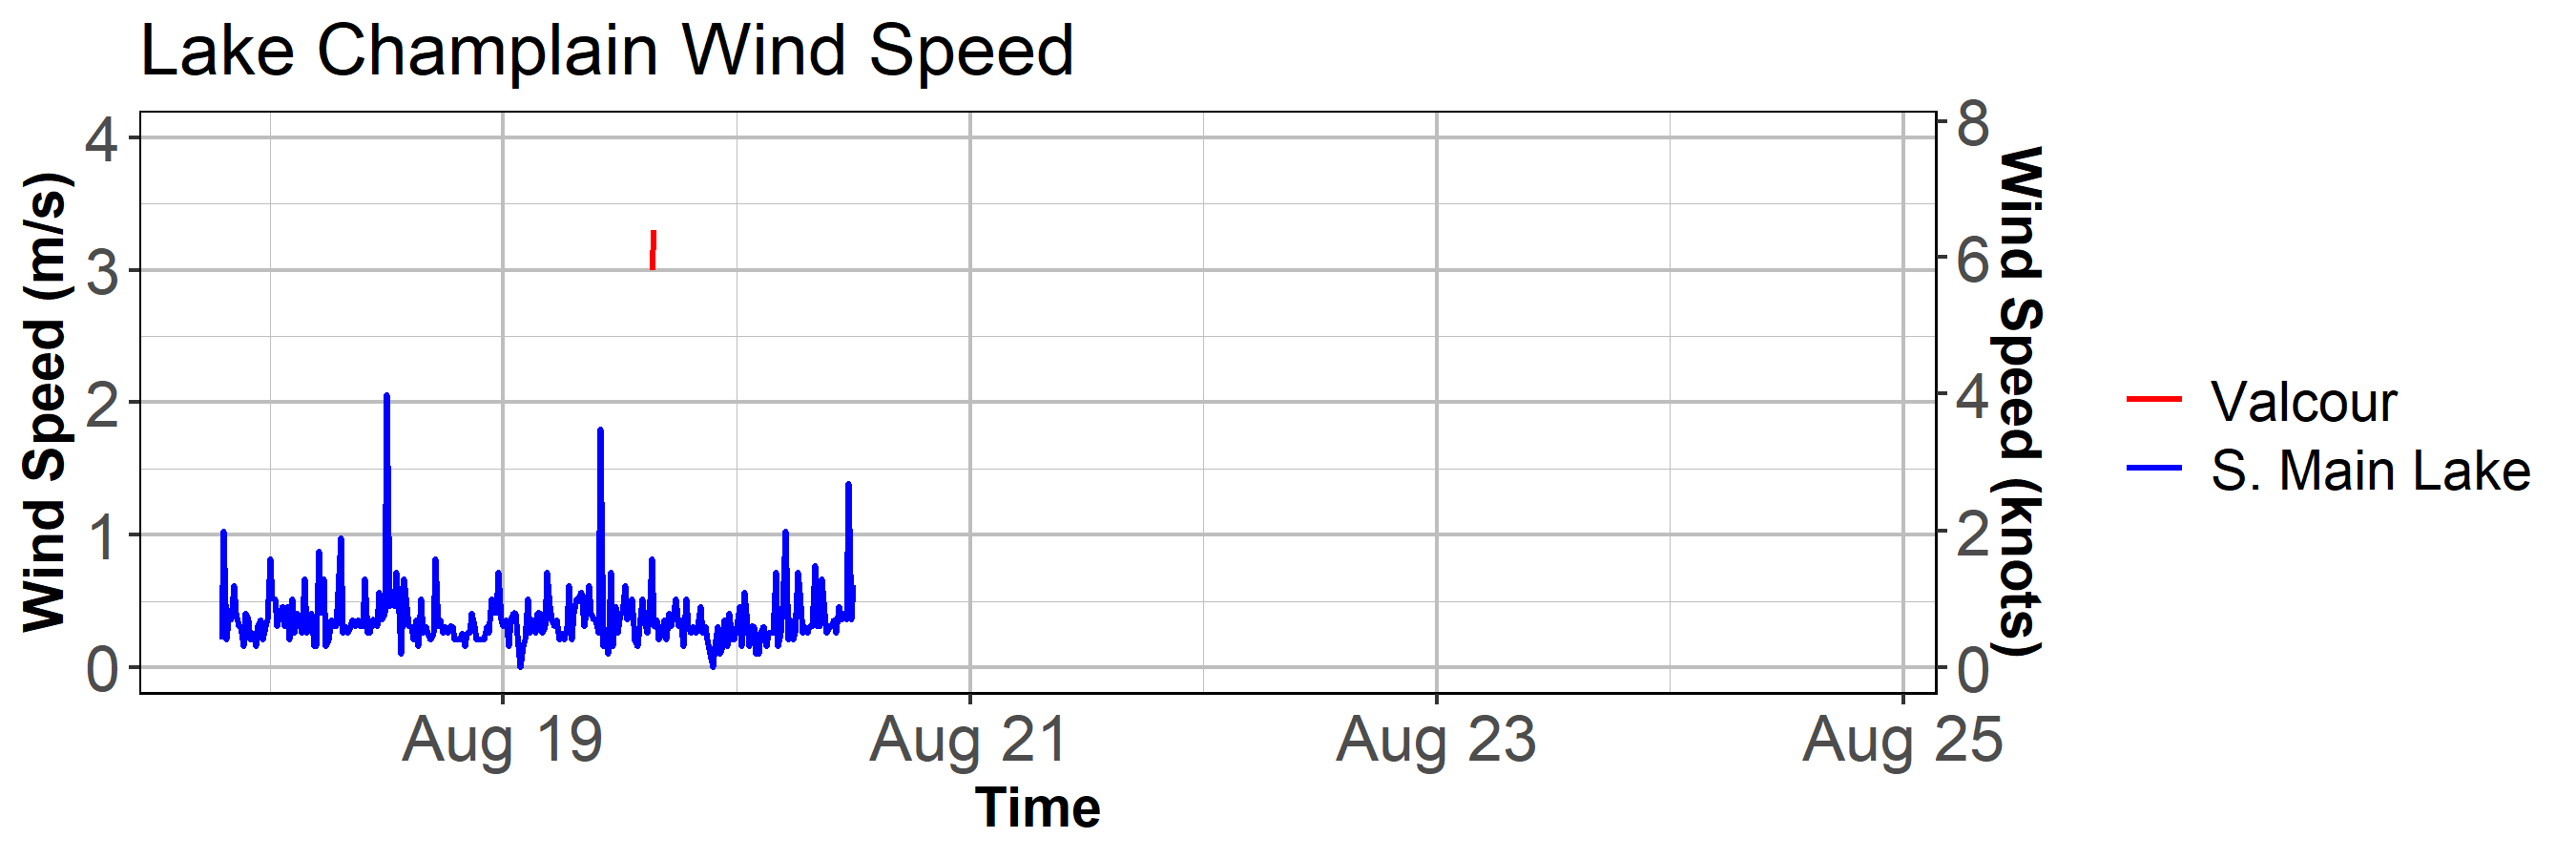 Lake Champlain Wind Speed
Wind Speed (m/s)
4
3
2
1
0
8
6
4
2
0
Wind Speed (knots)
Aug 19
Aug 21
Aug 23
Aug 25
Time
Valcour
S. Main Lake